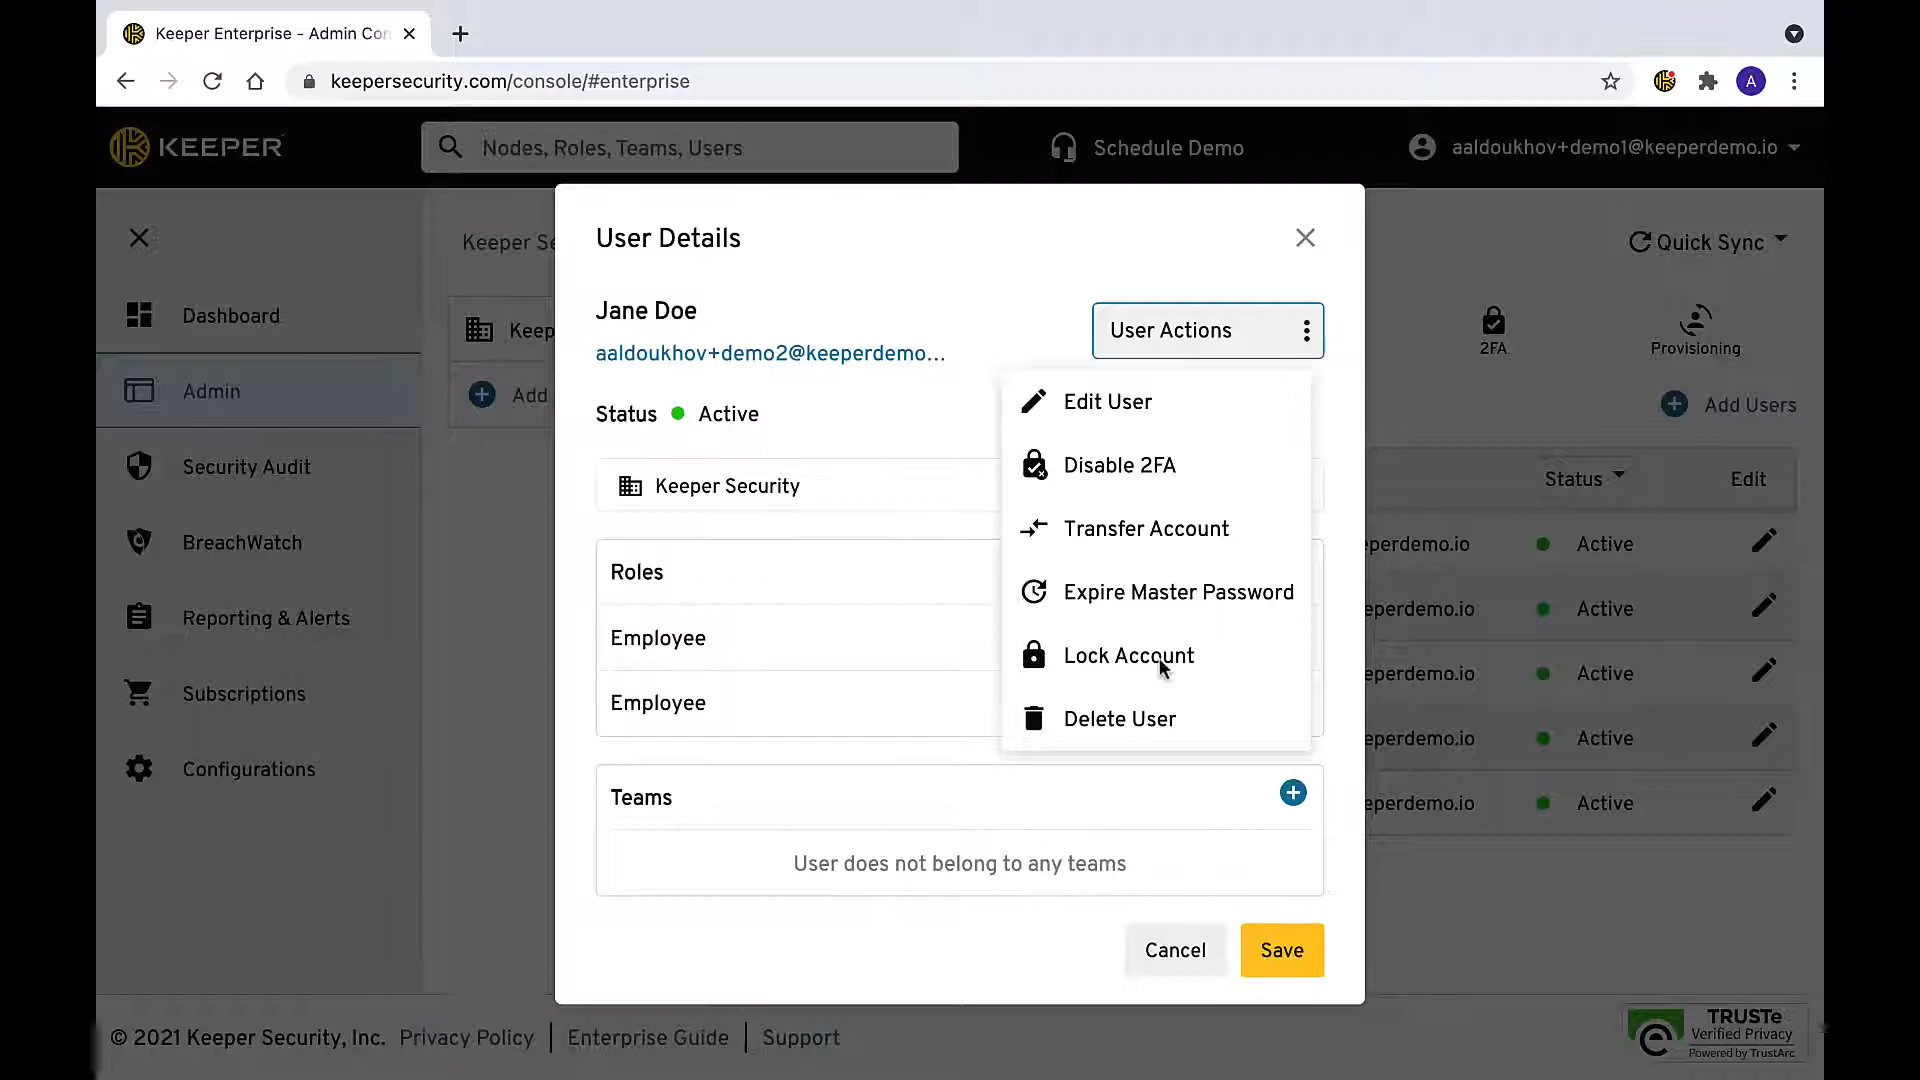 Keeper Enterprise - Admin Con
keepersecurity.com/console/#enterprise
A
KEEPER
Nodes, Roles, Teams, Users
Schedule Demo
aaldoukhov+demo1@keeperdemo.io
Keeper Se
Quick Sync
Dashboard
Admin
Security Audit
BreachWatch
Reporting & Alerts
Subscriptions
Configurations
Keep
Add
2FA
Provisioning
Add Users
Status
Edit
eperdemo.io
Active
eperdemo.io
Active
eperdemo.io
Active
eperdemo.io
Active
eperdemo.io
Active
User Details
Jane Doe
aaldoukhov+demo2@keeperdemo...
Status
Active
User Actions
Edit User
Disable 2FA
Transfer Account
Expire Master Password
Lock Account
Delete User
Keeper Security
Roles
Employee
Employee
Teams
User does not belong to any teams
Cancel
Save
© 2021 Keeper Security, Inc.
Privacy Policy
Enterprise Guide
Support
TRUSTe
Verified Privacy
Powered by TrustArc